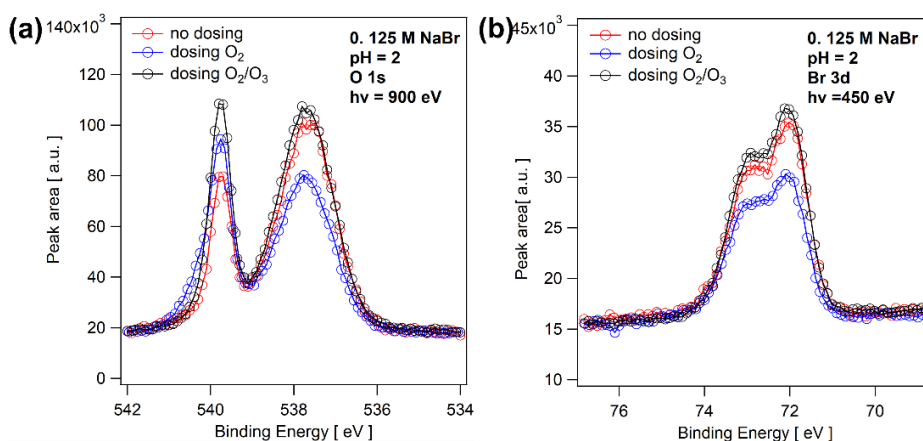 (a)
140x10³
120
100
80
60
40
20
0
Peak area [ a.u. ]
no dosing
dosing O₂
dosing O₂/O₃
0. 125 M NaBr
pH = 2
O 1s
hν = 900 eV
542
540
538
536
534
Binding Energy [ eV ]
(b)
45x10³
40
35
30
25
20
15
10
Peak area[ a.u. ]
no dosing
dosing O₂
dosing O₂/O₃
0. 125 M NaBr
pH = 2
Br 3d
hν =450 eV
76
74
72
70
Binding Energy [ eV ]